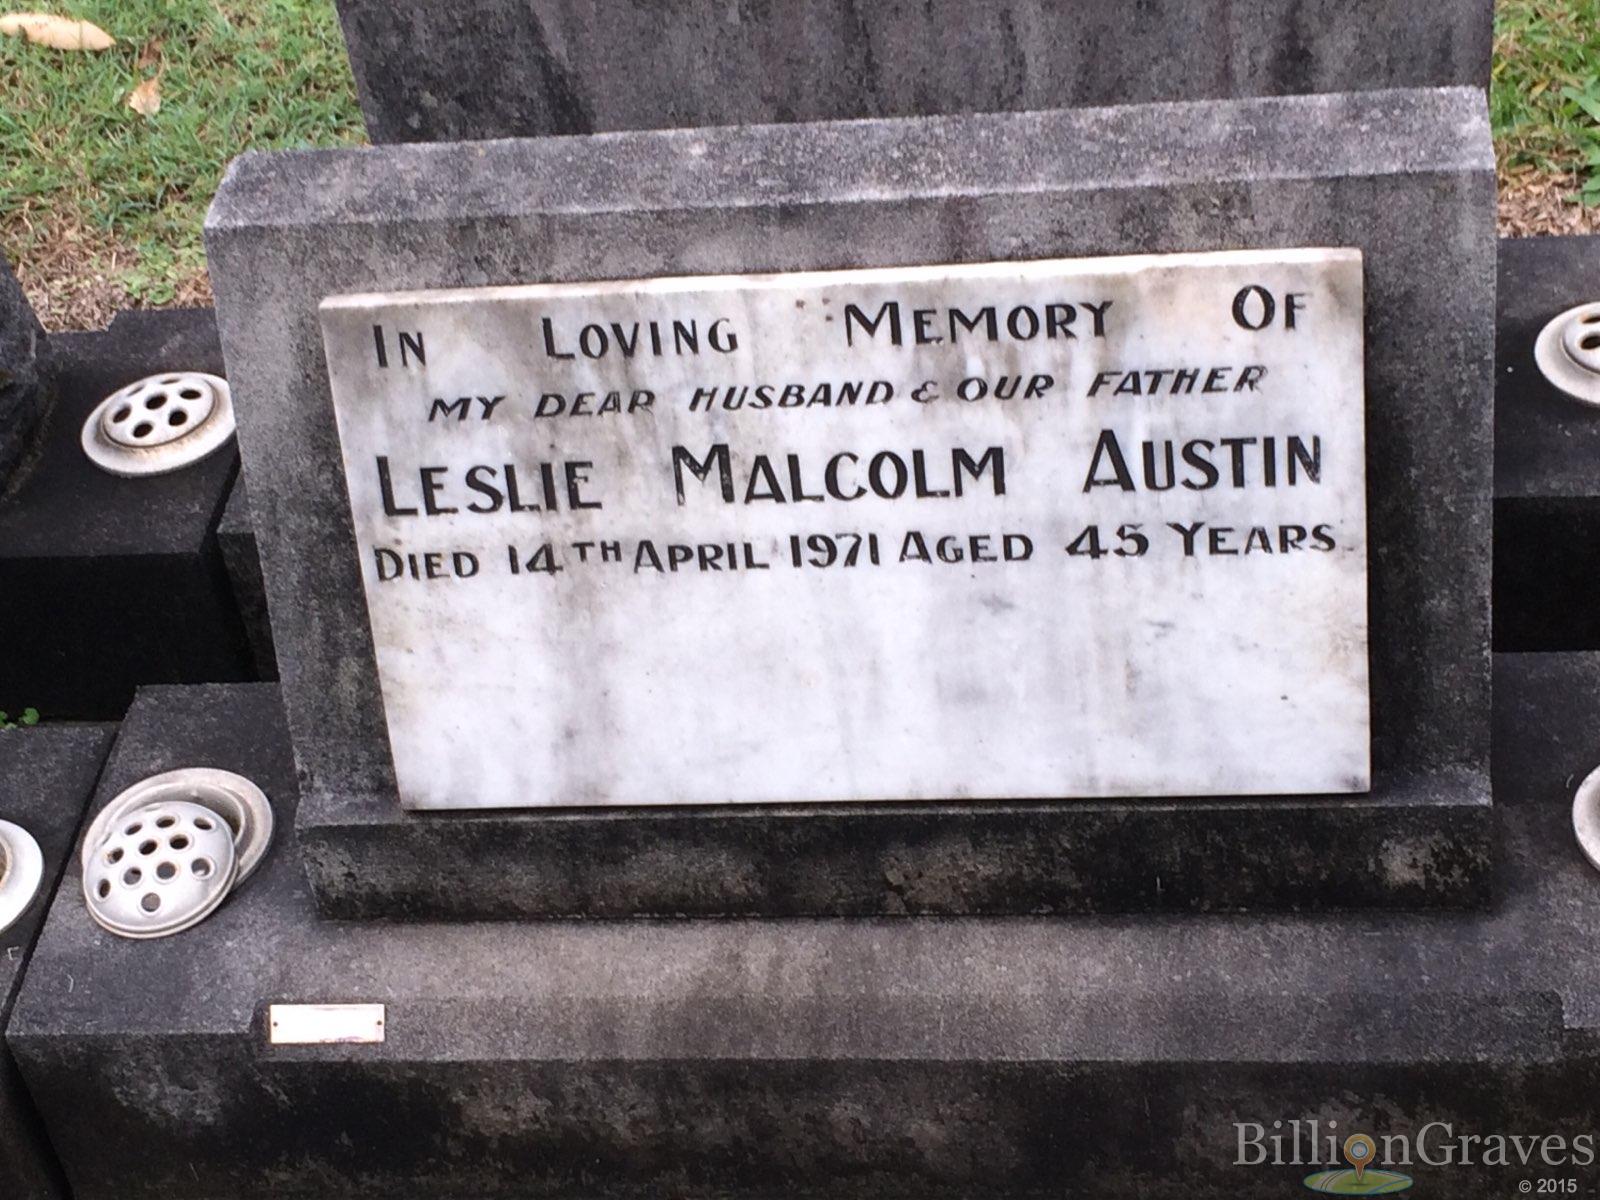 IN LOVING MEMORY OF
MY DEAR HUSBAND & OUR FATHER
LESLIE MALCOLM AUSTIN
DIED 14TH APRIL 1971 AGED 45 YEARS
BillionGraves
© 2015